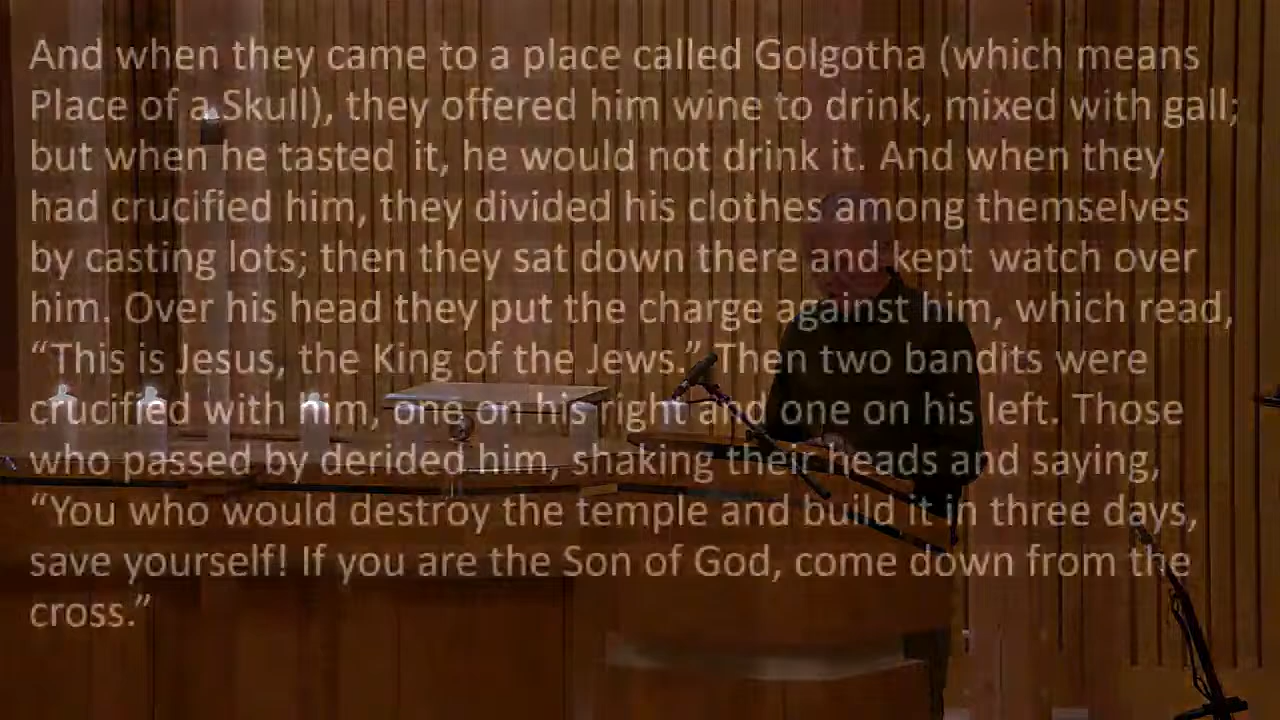 And when they came to a place called Golgotha (which means
Place of a Skull), they offered him wine to drink, mixed with gall;
but when he tasted it, he would not drink it. And when they
had crucified him, they divided his clothes among themselves
by casting lots; then they sat down there and kept watch over
him. Over his head they put the charge against him, which read,
“This is Jesus, the King of the Jews.” Then two bandits were
crucified with him, one on his right and one on his left. Those
who passed by derided him, shaking their heads and saying,
“You who would destroy the temple and build it in three days,
save yourself! If you are the Son of God, come down from the
cross.”